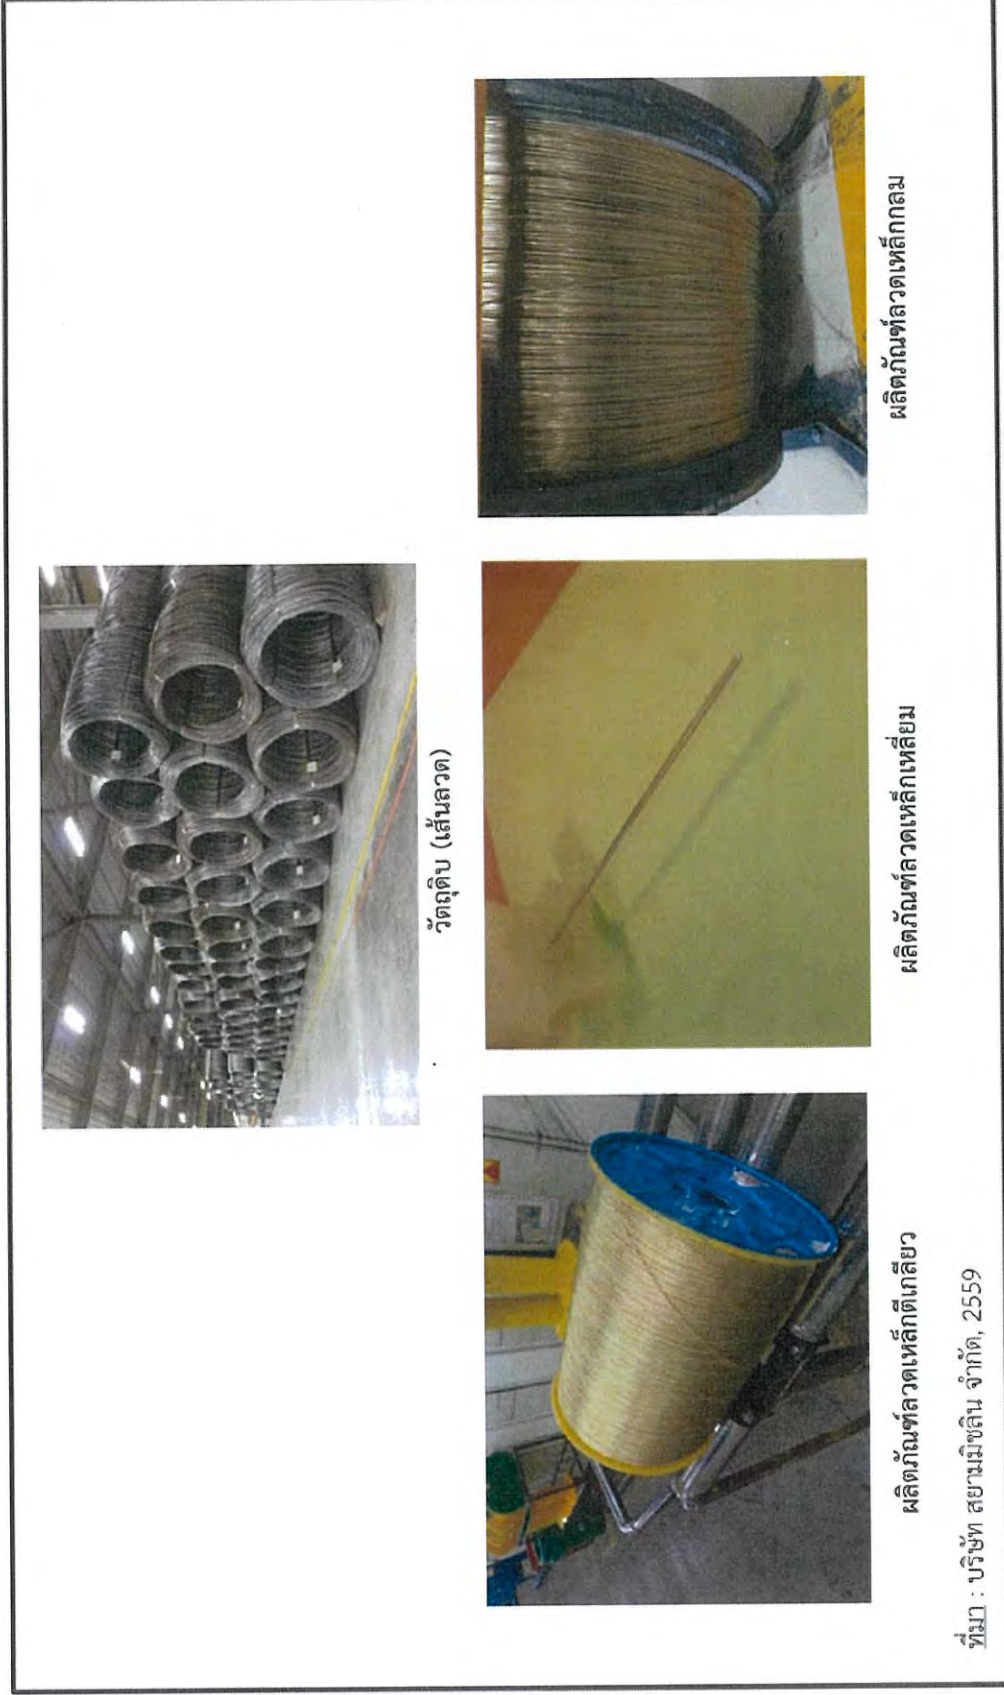 วัตถุดิบ (เส้นลวด)
ผลิตภัณฑ์ลวดเหล็กตีเกลียว
ผลิตภัณฑ์ลวดเหล็กเหลี่ยม
ผลิตภัณฑ์ลวดเหล็กกลม
ที่มา : บริษัท สยามมิชลิน จำกัด, 2559